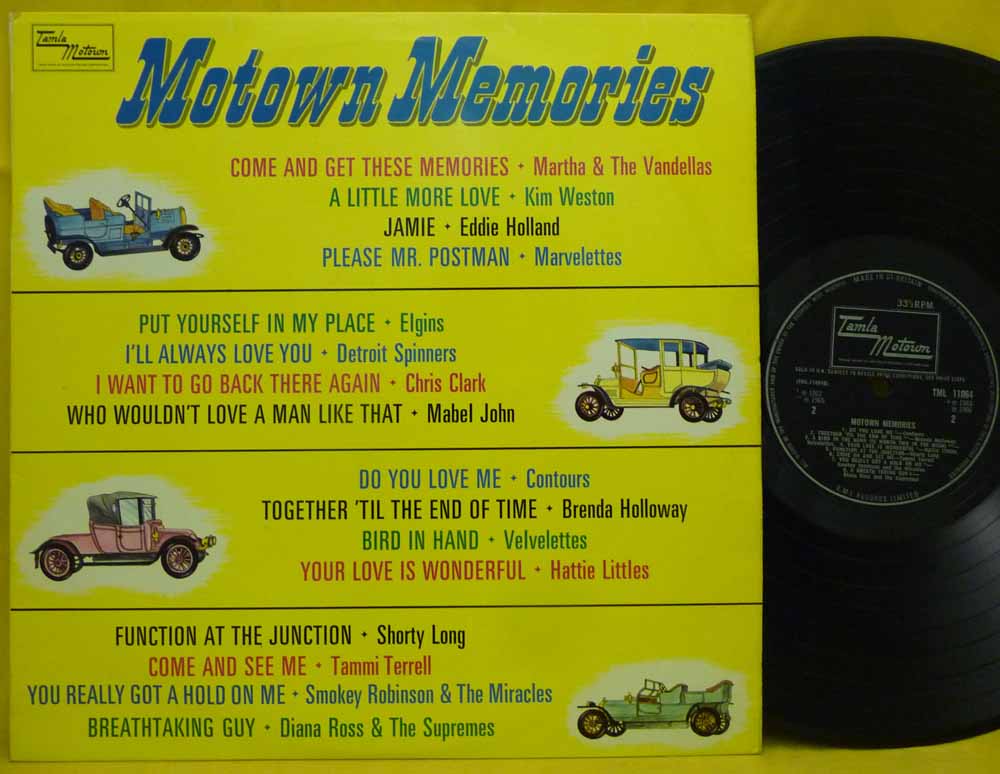 Tamla
Motown
Motown Memories
COME AND GET THESE MEMORIES + Martha & The Vandellas
A LITTLE MORE LOVE + Kim Weston
JAMIE + Eddie Holland
PLEASE MR. POSTMAN + Marvelettes
PUT YOURSELF IN MY PLACE + Elgins
I'LL ALWAYS LOVE YOU + Detroit Spinners
I WANT TO GO BACK THERE AGAIN + Chris Clark
WHO WOULDN'T LOVE A MAN LIKE THAT + Mabel John
DO YOU LOVE ME + Contours
TOGETHER 'TIL THE END OF TIME + Brenda Holloway
BIRD IN HAND + Velvelettes
YOUR LOVE IS WONDERFUL + Hattie Littles
FUNCTION AT THE JUNCTION + Shorty Long
COME AND SEE ME + Tammi Terrell
YOU REALLY GOT A HOLD ON ME + Smokey Robinson & The Miracles
BREATHTAKING GUY + Diana Ross & The Supremes
MADE IN GT. BRITAIN
33⅓ RPM
Tamla
Motown
TML 11064
2
2
MOTOWN MEMORIES
E.M.I. RECORDS LIMITED